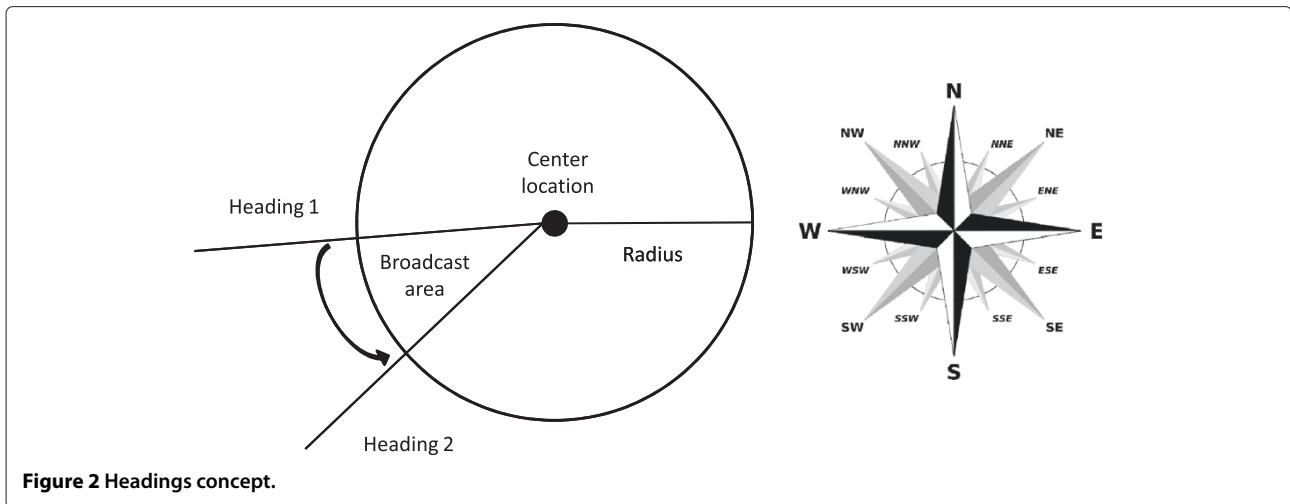 Center
location
Heading 1
Broadcast
area
Radius
Heading 2
N
NW
NE
NNW
NNE
WNW
ENE
W
E
WSW
ESE
SW
SE
SSW
SSE
S
Figure 2 Headings concept.